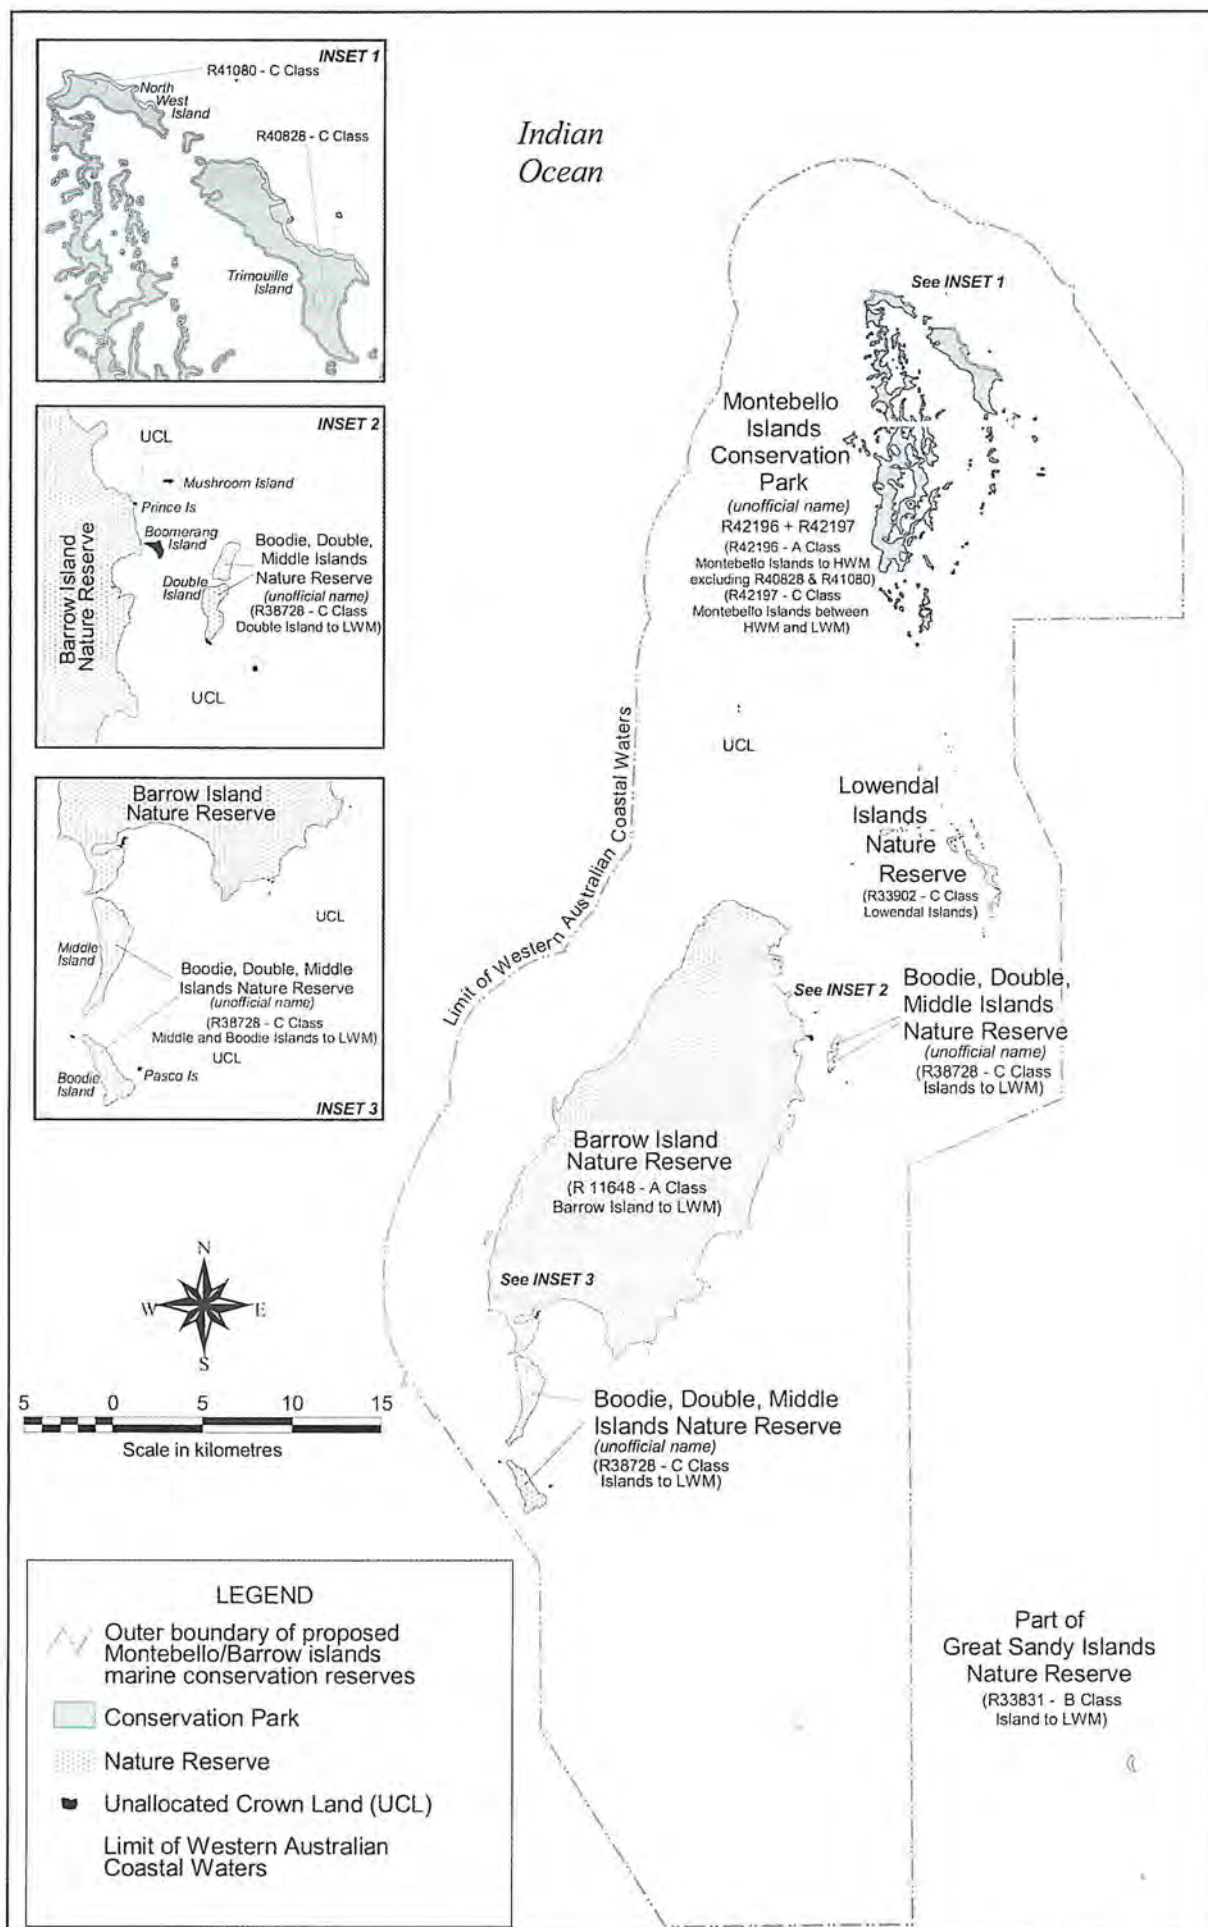 INSET 1
R41080 - C Class
North
West
Island
R40828 - C Class
Trimouille
Island
INSET 2
UCL
Mushroom Island
Prince Is
Boomerang
Island
Boodie, Double,
Middle Islands
Nature Reserve
(unofficial name)
(R38728 - C Class
Double Island to LWM)
Double
Island
Barrow Island
Nature Reserve
UCL
Barrow Island
Nature Reserve
UCL
Middle
Island
Boodie, Double, Middle
Islands Nature Reserve
(unofficial name)
(R38728 - C Class
Middle and Boodie Islands to LWM)
UCL
Boodie
Island
Pasco Is
INSET 3
Indian
Ocean
See INSET 1
Montebello
Islands
Conservation
Park
(unofficial name)
R42196 + R42197
(R42196 - A Class
Montebello Islands to HWM
excluding R40828 & R41080)
(R42197 - C Class
Montebello Islands between
HWM and LWM)
UCL
Limit of Western Australian Coastal Waters
Lowendal
Islands
Nature
Reserve
(R33902 - C Class
Lowendal Islands)
See INSET 2
Boodie, Double,
Middle Islands
Nature Reserve
(unofficial name)
(R38728 - C Class
Islands to LWM)
Barrow Island
Nature Reserve
(R 11648 - A Class
Barrow Island to LWM)
See INSET 3
N
W
E
S
5 0 5 10 15
Scale in kilometres
Boodie, Double, Middle
Islands Nature Reserve
(unofficial name)
(R38728 - C Class
Islands to LWM)
Part of
Great Sandy Islands
Nature Reserve
(R33831 - B Class
Island to LWM)
LEGEND
Outer boundary of proposed
Montebello/Barrow islands
marine conservation reserves
Conservation Park
Nature Reserve
Unallocated Crown Land (UCL)
Limit of Western Australian
Coastal Waters